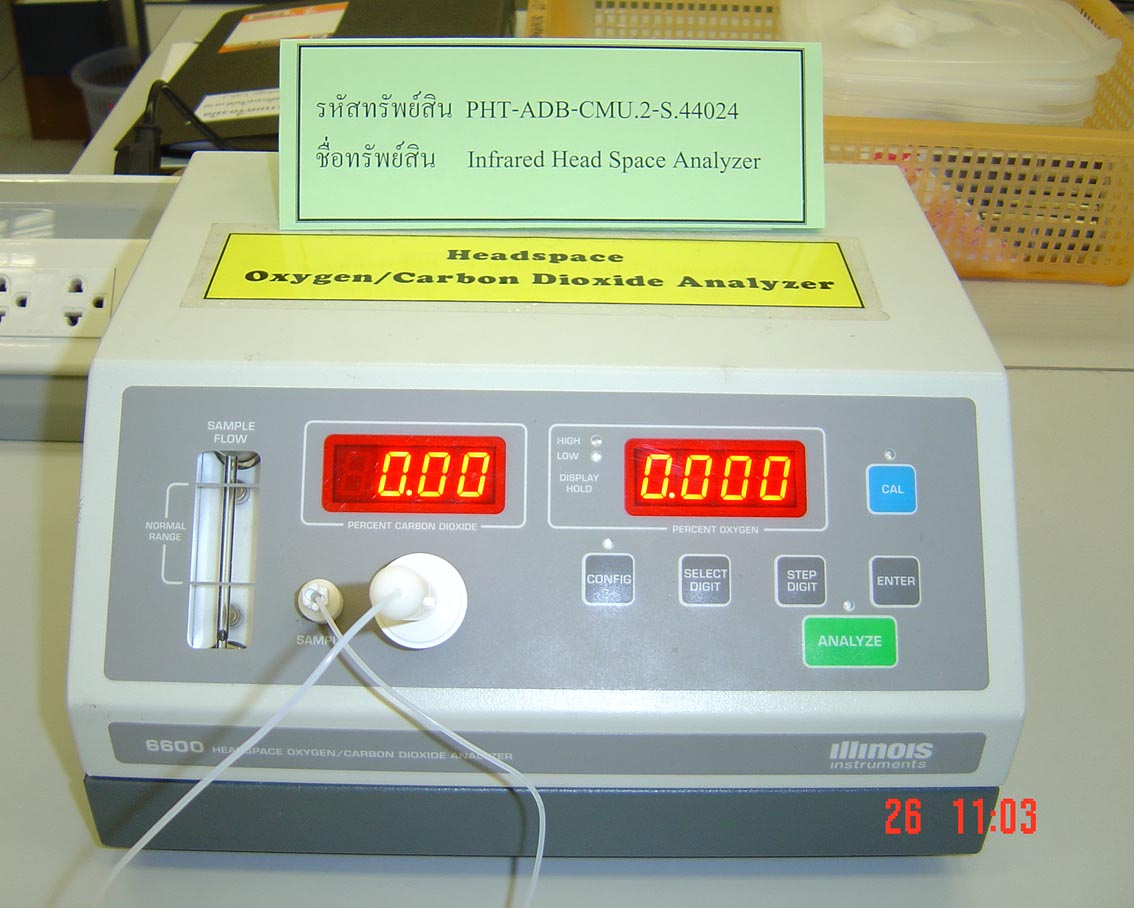 รหัสทรัพย์สิน PHT-ADB-CMU.2-S.44024
ชื่อทรัพย์สิน Infrared Head Space Analyzer
Headspace
Oxygen/Carbon Dioxide Analyzer
SAMPLE
FLOW
NORMAL
RANGE
0.00
PERCENT CARBON DIOXIDE
HIGH
LOW
DISPLAY
HOLD
0.000
PERCENT OXYGEN
CAL
CONFIG
SELECT
DIGIT
STEP
DIGIT
ENTER
SAMPLE
ANALYZE
6600 HEADSPACE OXYGEN/CARBON DIOXIDE ANALYZER
illinois
instruments
26 11:03